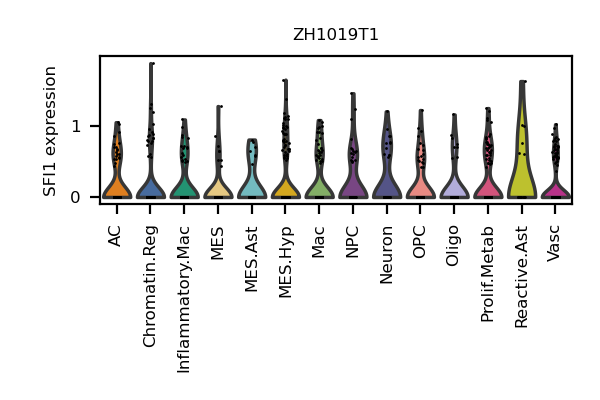 ZH1019T1
SFI1 expression
1
0
AC
Chromatin.Reg
Inflammatory.Mac
MES
MES.Ast
MES.Hyp
Mac
NPC
Neuron
OPC
Oligo
Prolif.Metab
Reactive.Ast
Vasc